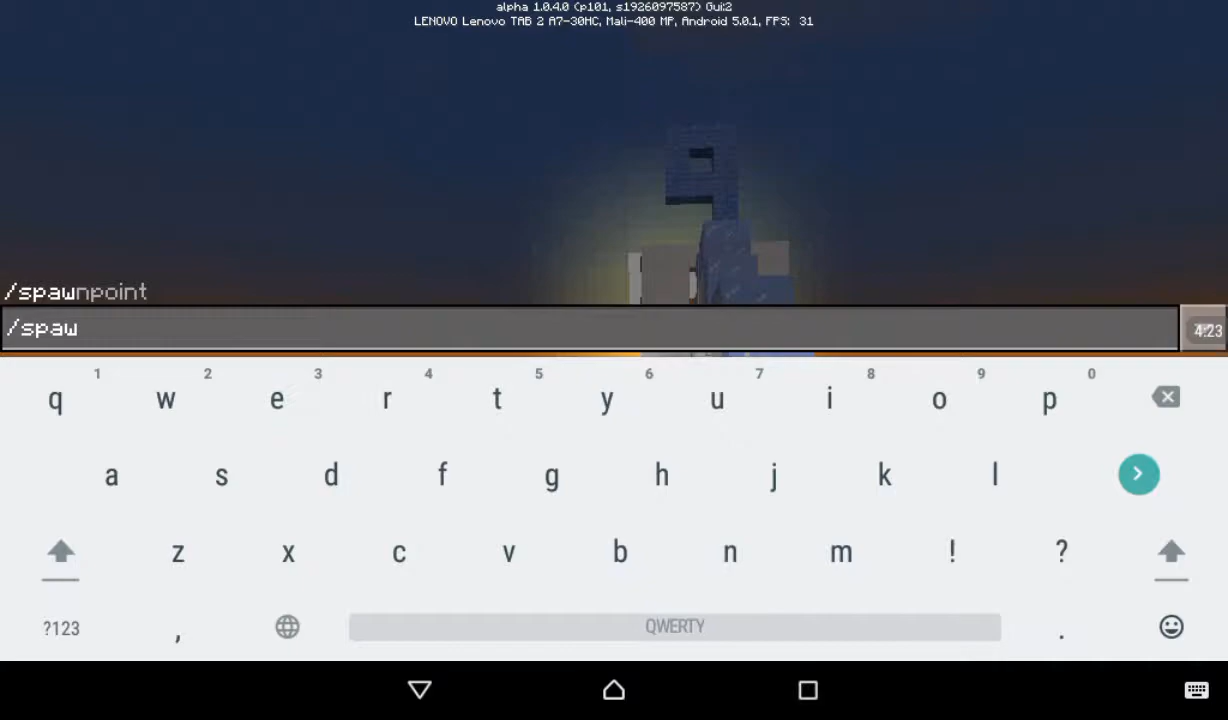 alpha 1.0.4.0 (p101, s1926097587) Gui:2
LENOVO Lenovo TAB 2 A7-30HC, Mali-400 MP, Android 5.0.1, FPS: 31
/spawnpoint
/spaw
4:23
1 2 3 4 5 6 7 8 9 0
q w e r t y u i o p
a s d f g h j k l
z x c v b n m ! ?
?123 , QWERTY .